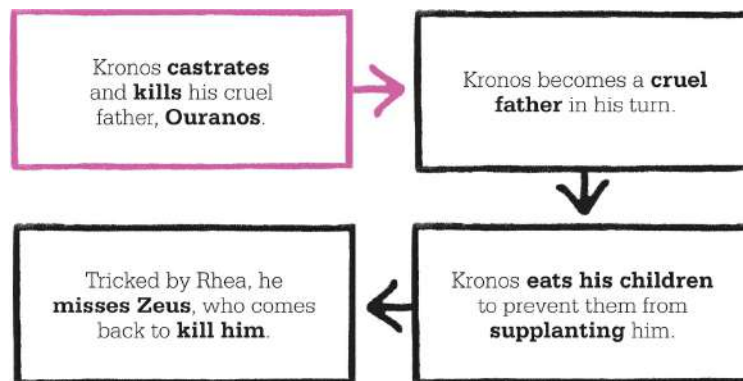 Kronos castrates
and kills his cruel
father, Ouranos.
Kronos becomes a cruel
father in his turn.
Kronos eats his children
to prevent them from
supplanting him.
Tricked by Rhea, he
misses Zeus, who comes
back to kill him.